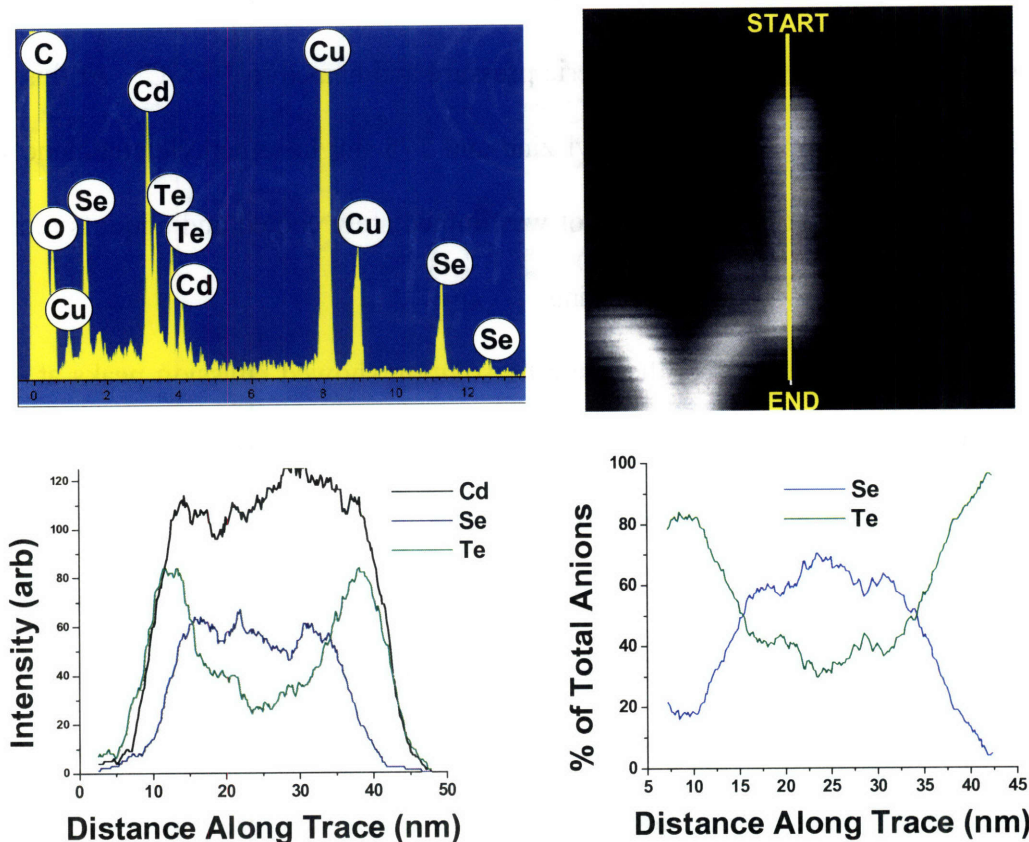 C
Cd
Cu
Se
Te
O
Te
Cu
Cd
Se
Cu
Se
0 2 4 6 8 10 12
START
END
120
100
80
60
40
20
0
Intensity (arb)
Cd
Se
Te
0 10 20 30 40 50
Distance Along Trace (nm)
100
80
60
40
20
0
% of Total Anions
Se
Te
5 10 15 20 25 30 35 40 45
Distance Along Trace (nm)